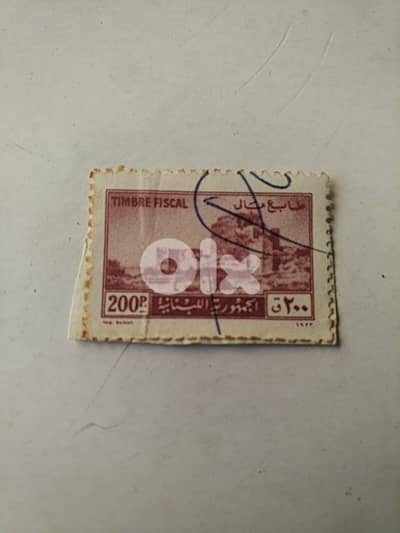 TIMBRE FISCAL طابع مالي
olx
200P. الجمهورية اللبنانية ٢٠٠ ق